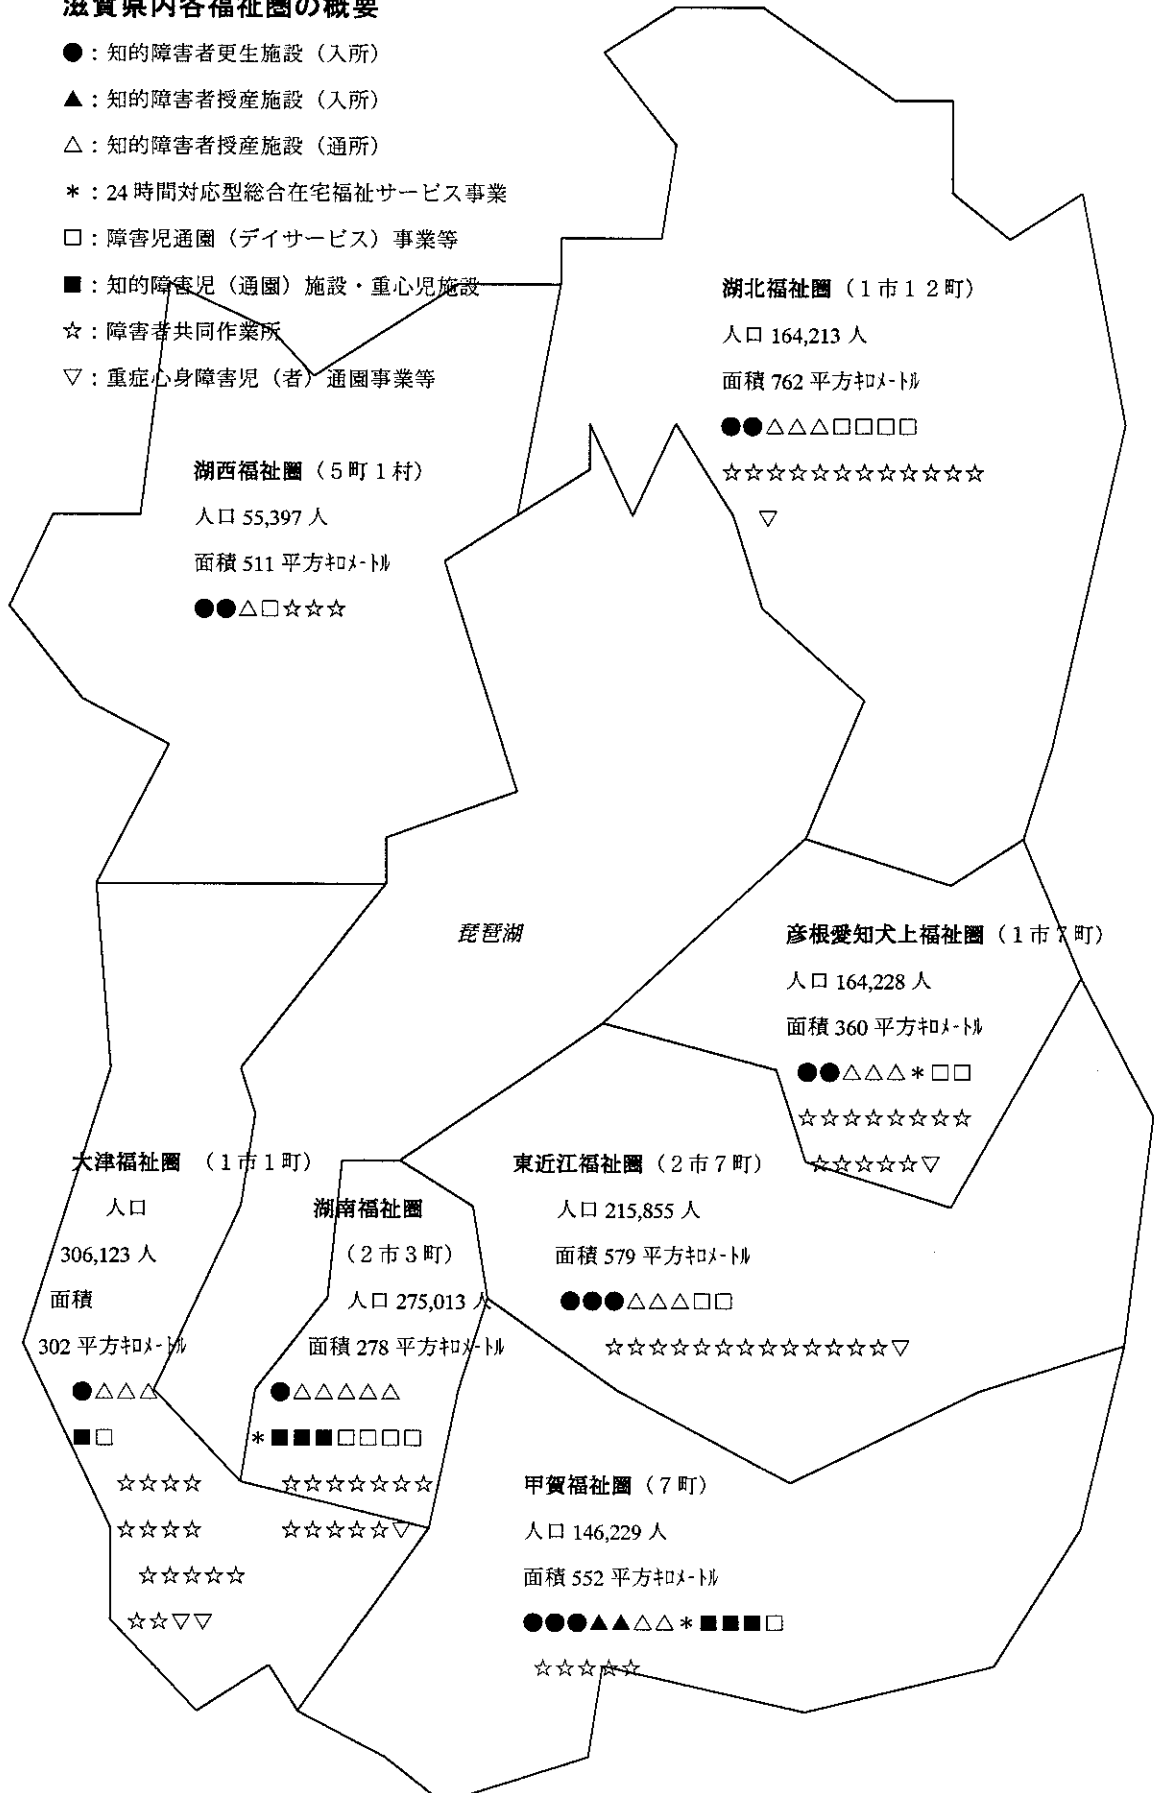 滋賀県内各福祉圏の概要
●：知的障害者更生施設（入所）
▲：知的障害者授産施設（入所）
△：知的障害者授産施設（通所）
＊：24時間対応型総合在宅福祉サービス事業
□：障害児通園（デイサービス）事業等
■：知的障害児（通園）施設・重心児施設
☆：障害者共同作業所
▽：重症心身障害児（者）通園事業等
湖北福祉圏（１市１２町）
人口 164,213 人
面積 762 平方ｷﾛﾒｰﾄﾙ
●●△△△□□□□
☆☆☆☆☆☆☆☆☆☆☆☆
▽
湖西福祉圏（５町１村）
人口 55,397 人
面積 511 平方ｷﾛﾒｰﾄﾙ
●●△□☆☆☆
琵琶湖
彦根愛知犬上福祉圏（１市７町）
人口 164,228 人
面積 360 平方ｷﾛﾒｰﾄﾙ
●●△△△＊□□
☆☆☆☆☆☆☆☆
☆☆☆☆☆▽
大津福祉圏 （１市１町）
人口
306,123 人
面積
302 平方ｷﾛﾒｰﾄﾙ
●△△△
■□
☆☆☆☆
☆☆☆☆
☆☆☆☆☆
☆☆▽▽
湖南福祉圏
（２市３町）
人口 275,013 人
面積 278 平方ｷﾛﾒｰﾄﾙ
●△△△△△
＊■■■□□□□
☆☆☆☆☆☆☆
☆☆☆☆☆▽
東近江福祉圏（２市７町）
人口 215,855 人
面積 579 平方ｷﾛﾒｰﾄﾙ
●●●△△△□□
☆☆☆☆☆☆☆☆☆☆☆☆☆▽
甲賀福祉圏（７町）
人口 146,229 人
面積 552 平方ｷﾛﾒｰﾄﾙ
●●●▲▲△△＊■■■□
☆☆☆☆☆